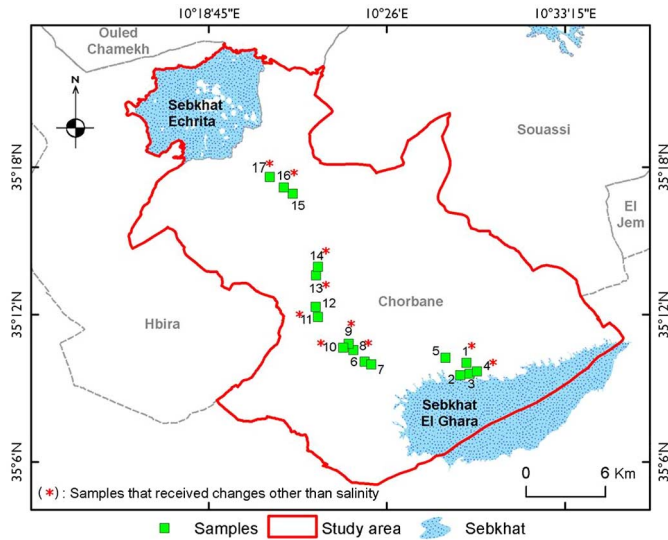 10°18'45"E 10°26'E 10°33'15"E
Ouled
Chamekh
N
Sebkhat
Echrita
Souassi
35°18'N
35°18'N
17*
16*
15
El
Jem
14*
13*
12
Chorbane
35°12'N
35°12'N
Hbira
*11
*
9
*10
8*
6
7
5
1*
4*
2
3
Sebkhat
El Ghara
35°6'N
35°6'N
(*) : Samples that received changes other than salinity
0 6 Km
Samples Study area Sebkhat